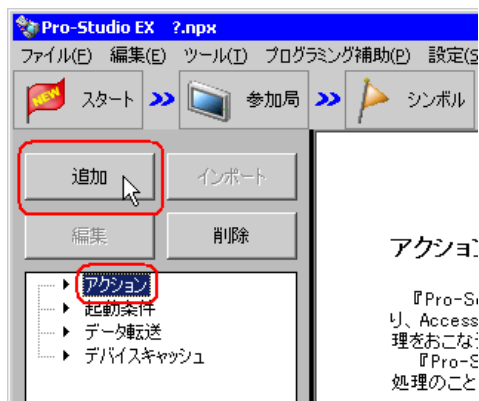 Pro-Studio EX ?.npx
ファイル(F) 編集(E) ツール(T) プログラミング補助(P) 設定(S
NEW スタート >> 参加局 >> シンボル
追加 インポート
編集 削除
アクション
起動条件
データ転送
デバイスキャッシュ
アクション
『Pro-Se
り、Access
理をおこな
『Pro-S
処理のこと